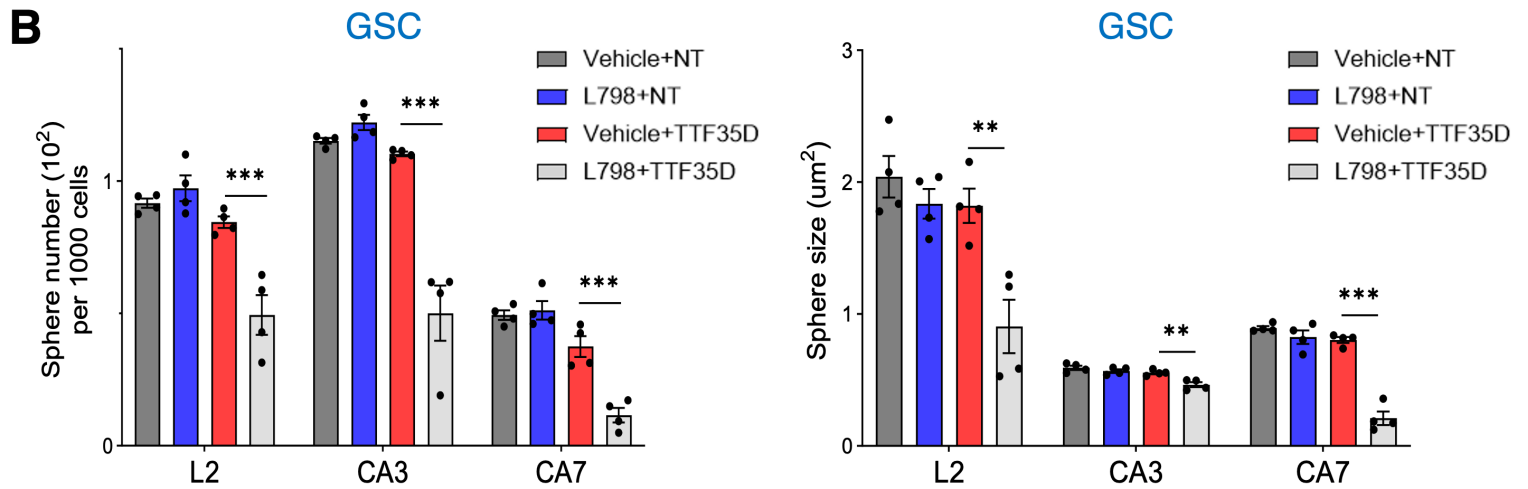 B
GSC
Sphere number (10²)
per 1000 cells
1
0
Vehicle+NT
L798+NT
Vehicle+TTF35D
L798+TTF35D
***
***
***
L2 CA3 CA7
GSC
Sphere size (um²)
3
2
1
0
Vehicle+NT
L798+NT
Vehicle+TTF35D
L798+TTF35D
**
**
***
L2 CA3 CA7